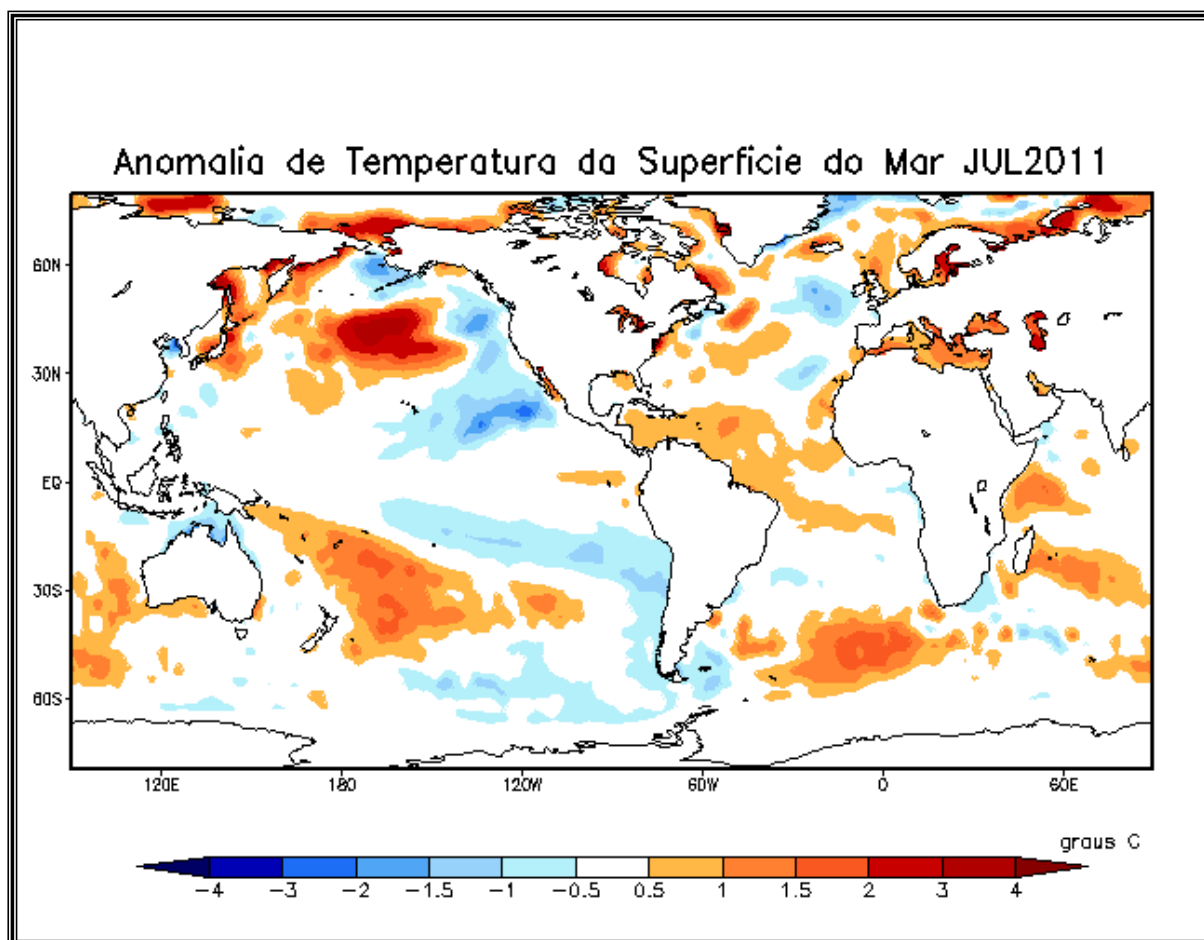 Anomalia de Temperatura da Superficie do Mar JUL2011
60N
30N
EQ
30S
60S
120E 180 120W 60W 0 60E
graus C
-4 -3 -2 -1.5 -1 -0.5 0.5 1 1.5 2 3 4